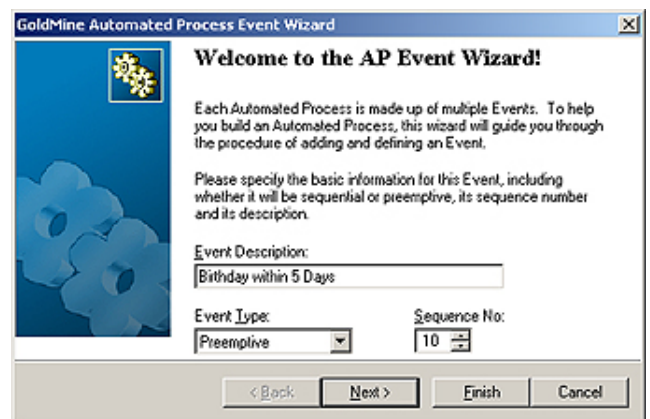 GoldMine Automated Process Event Wizard
Welcome to the AP Event Wizard!
Each Automated Process is made up of multiple Events. To help
you build an Automated Process, this wizard will guide you through
the procedure of adding and defining an Event.
Please specify the basic information for this Event, including
whether it will be sequential or preemptive, its sequence number
and its description.
Event Description:
Birthday within 5 Days
Event Type: Sequence No:
Preemptive 10
< Back Next > Finish Cancel